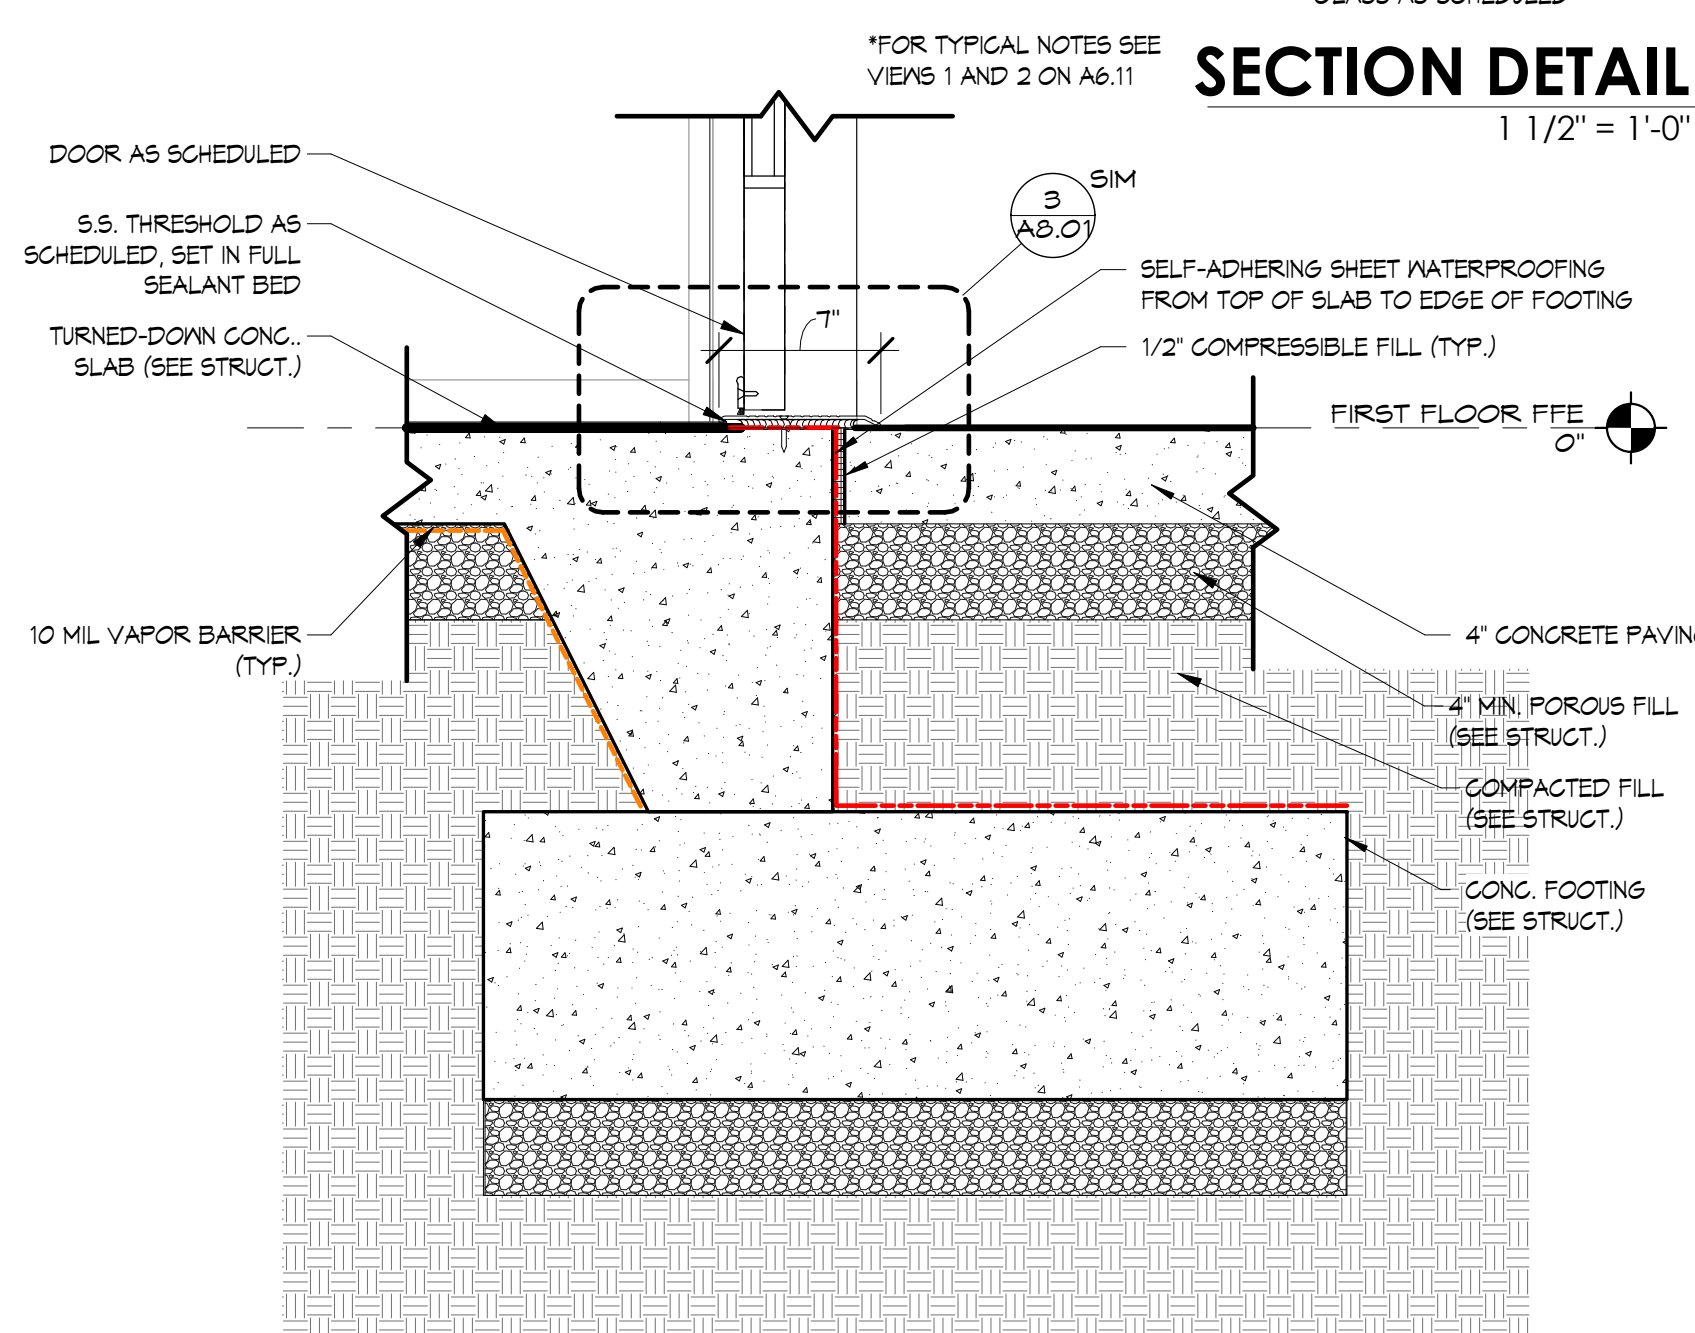 GLASS AS SCHEDULED
*FOR TYPICAL NOTES SEE
VIEWS 1 AND 2 ON A6.11
SECTION DETAIL
1 1/2" = 1'-0"
DOOR AS SCHEDULED
S.S. THRESHOLD AS
SCHEDULED, SET IN FULL
SEALANT BED
TURNED-DOWN CONC..
SLAB (SEE STRUCT.)
10 MIL VAPOR BARRIER
(TYP.)
7"
3
A8.01
SIM
SELF-ADHERING SHEET WATERPROOFING
FROM TOP OF SLAB TO EDGE OF FOOTING
1/2" COMPRESSIBLE FILL (TYP.)
FIRST FLOOR FFE
0"
4" CONCRETE PAVING
4" MIN. POROUS FILL
(SEE STRUCT.)
COMPACTED FILL
(SEE STRUCT.)
CONC. FOOTING
(SEE STRUCT.)